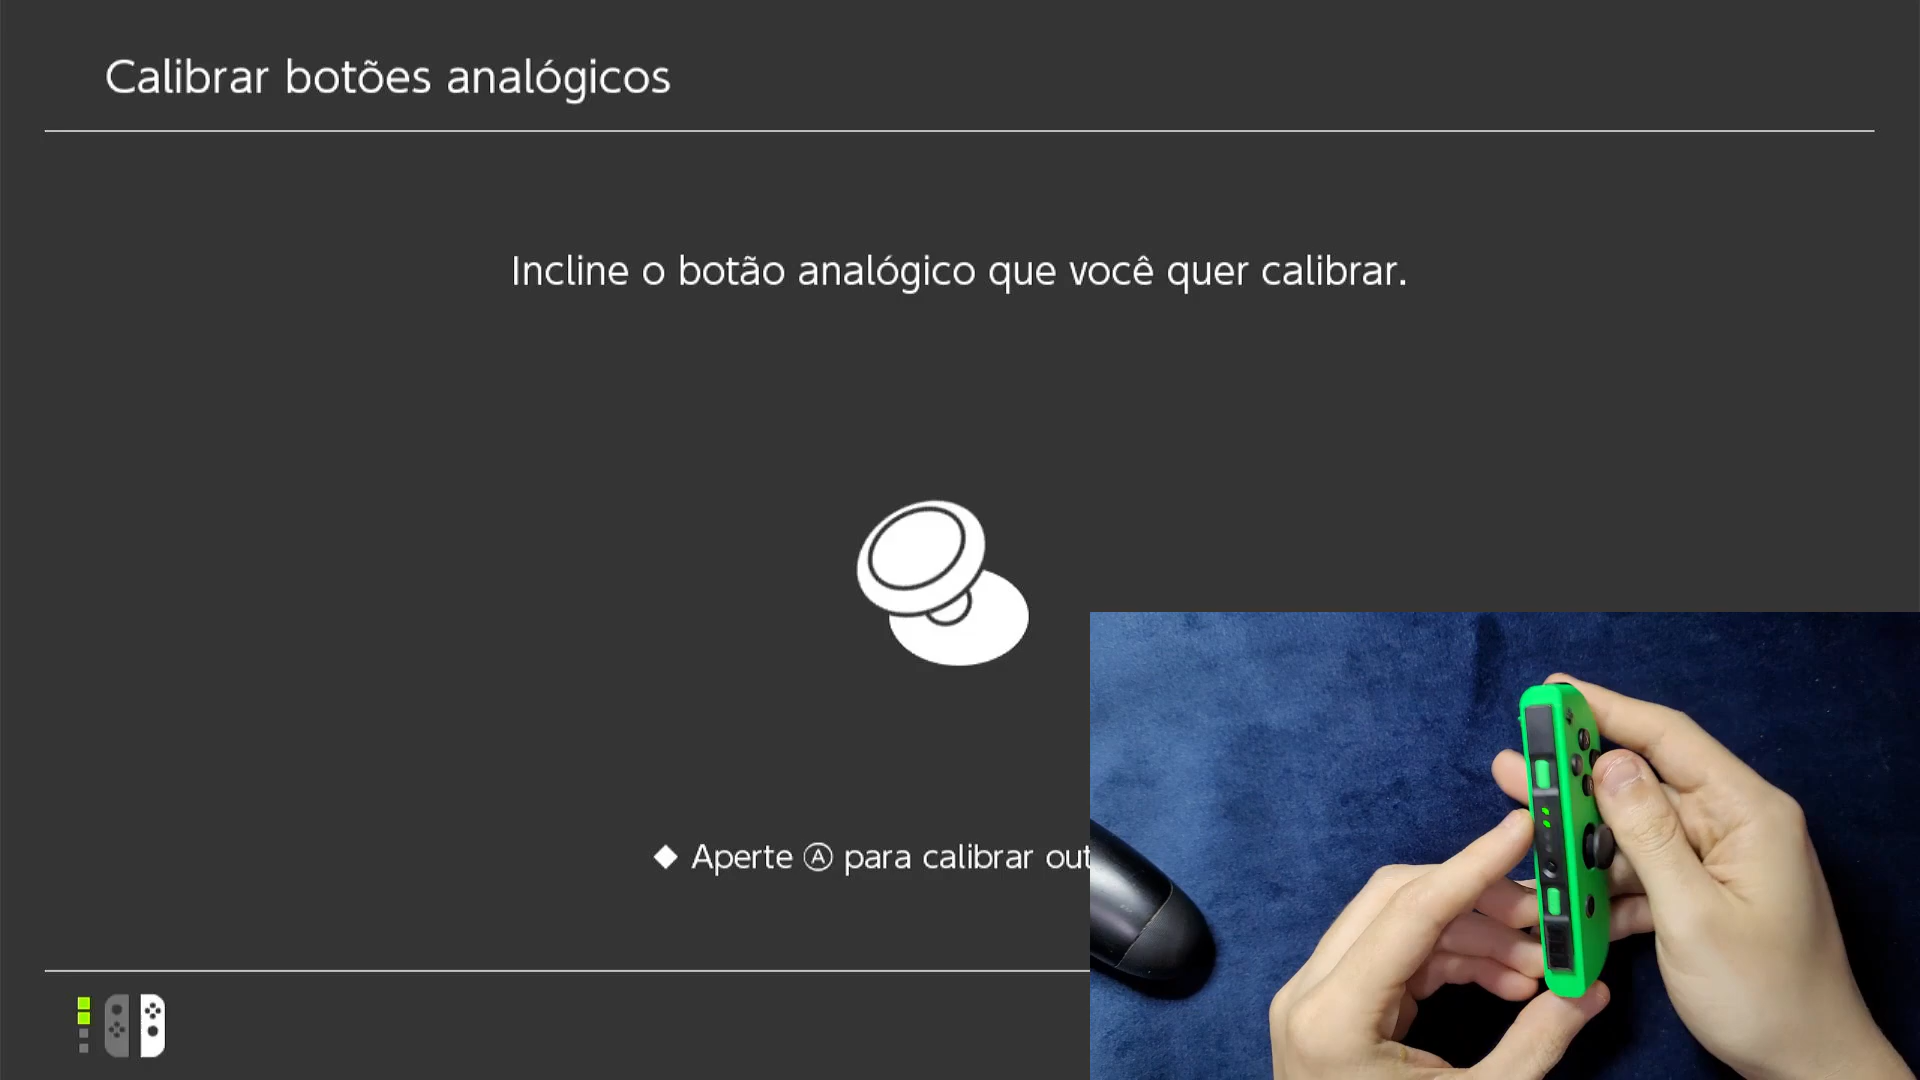 Calibrar botões analógicos
Incline o botão analógico que você quer calibrar.
◆ Aperte Ⓐ para calibrar out